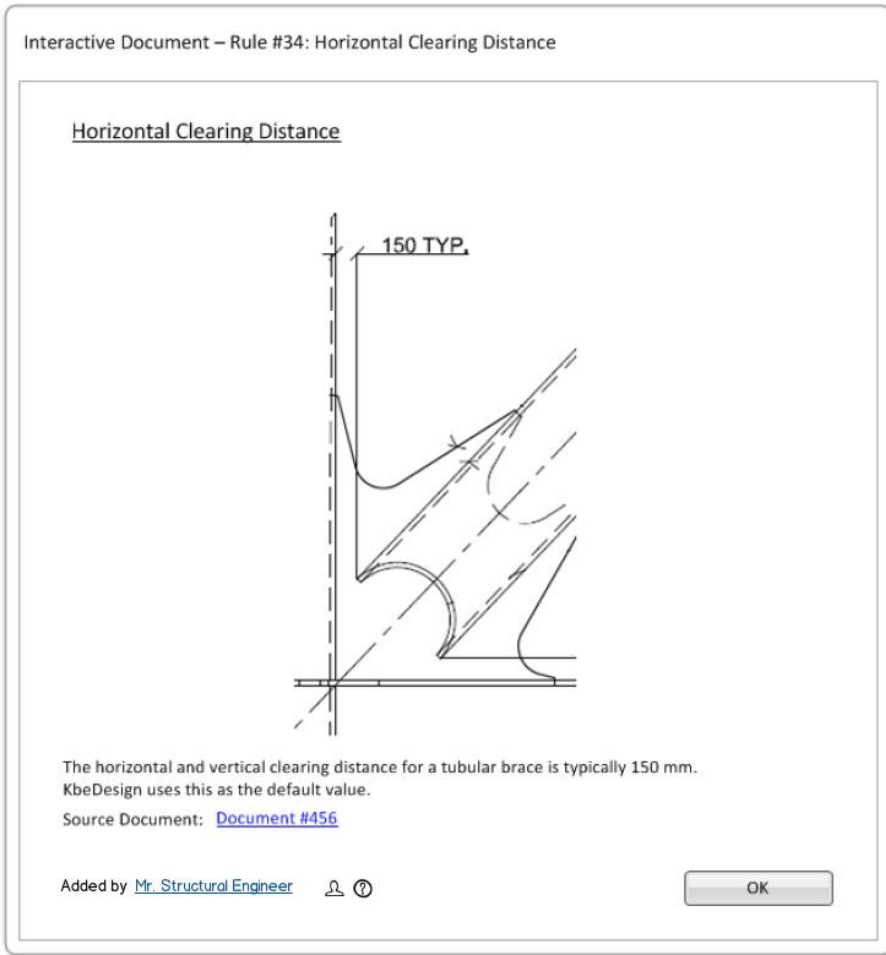 Interactive Document – Rule #34: Horizontal Clearing Distance
Horizontal Clearing Distance
150 TYP.
The horizontal and vertical clearing distance for a tubular brace is typically 150 mm.
KbeDesign uses this as the default value.
Source Document: Document #456
Added by Mr. Structural Engineer ?
OK